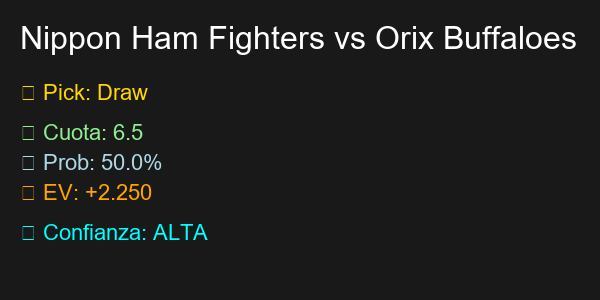 Nippon Ham Fighters vs Orix Buffaloes
Pick: Draw
Cuota: 6.5
Prob: 50.0%
EV: +2.250
Confianza: ALTA